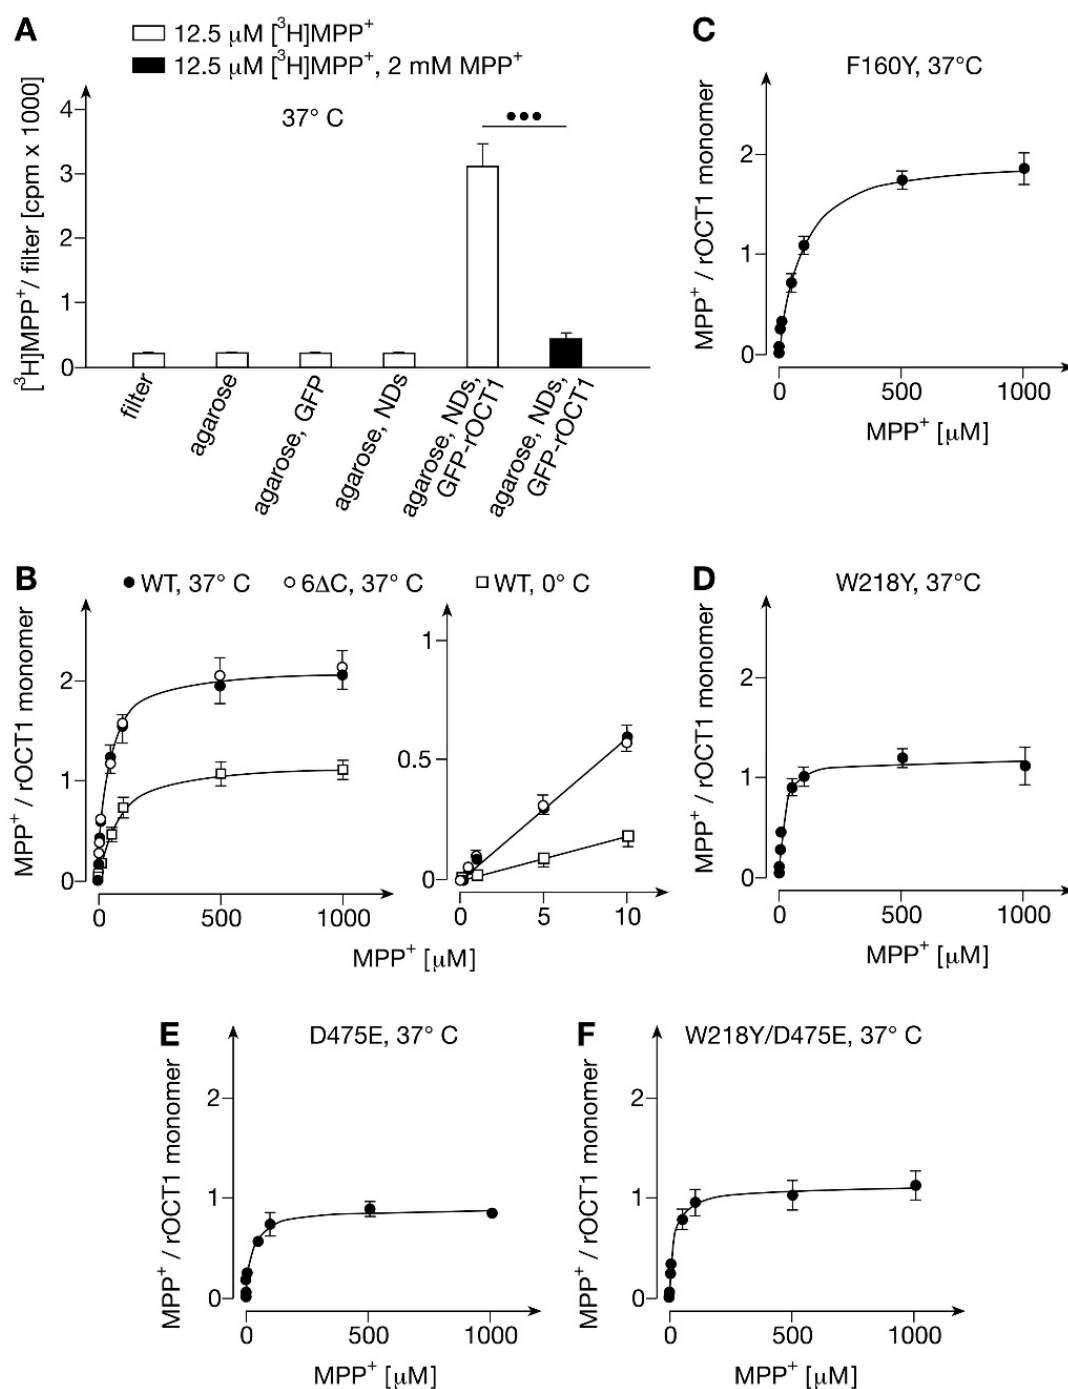 A
12.5 μM [³H]MPP⁺
12.5 μM [³H]MPP⁺, 2 mM MPP⁺
[³H]MPP⁺/ filter [cpm x 1000]
37° C
•••
4
3
2
1
0
filter
agarose
agarose, GFP
agarose, NDs
agarose, NDs,
GFP-rOCT1
agarose, NDs,
GFP-rOCT1
C
F160Y, 37°C
MPP⁺ / rOCT1 monomer
2
1
0
0
500
1000
MPP⁺ [μM]
B
WT, 37° C
6ΔC, 37° C
WT, 0° C
MPP⁺ / rOCT1 monomer
2
1
0
0
500
1000
1
0.5
0
0
5
10
MPP⁺ [μM]
D
W218Y, 37°C
MPP⁺ / rOCT1 monomer
2
1
0
0
500
1000
MPP⁺ [μM]
E
D475E, 37° C
MPP⁺ / rOCT1 monomer
2
1
0
0
500
1000
MPP⁺ [μM]
F
W218Y/D475E, 37° C
MPP⁺ / rOCT1 monomer
2
1
0
0
500
1000
MPP⁺ [μM]